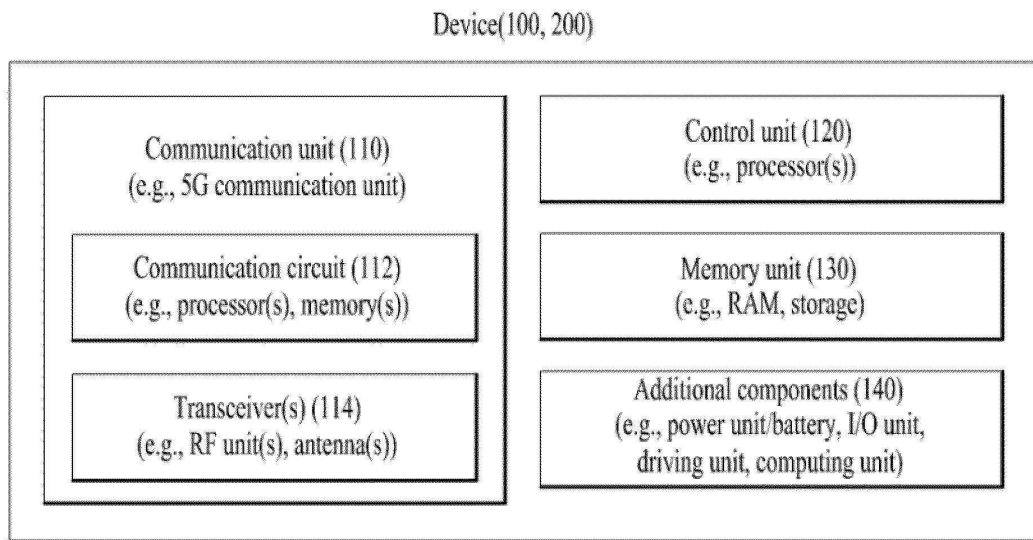 Device(100, 200)
Communication unit (110)
(e.g., 5G communication unit)
Communication circuit (112)
(e.g., processor(s), memory(s))
Transceiver(s) (114)
(e.g., RF unit(s), antenna(s))
Control unit (120)
(e.g., processor(s))
Memory unit (130)
(e.g., RAM, storage)
Additional components (140)
(e.g., power unit/battery, I/O unit,
driving unit, computing unit)